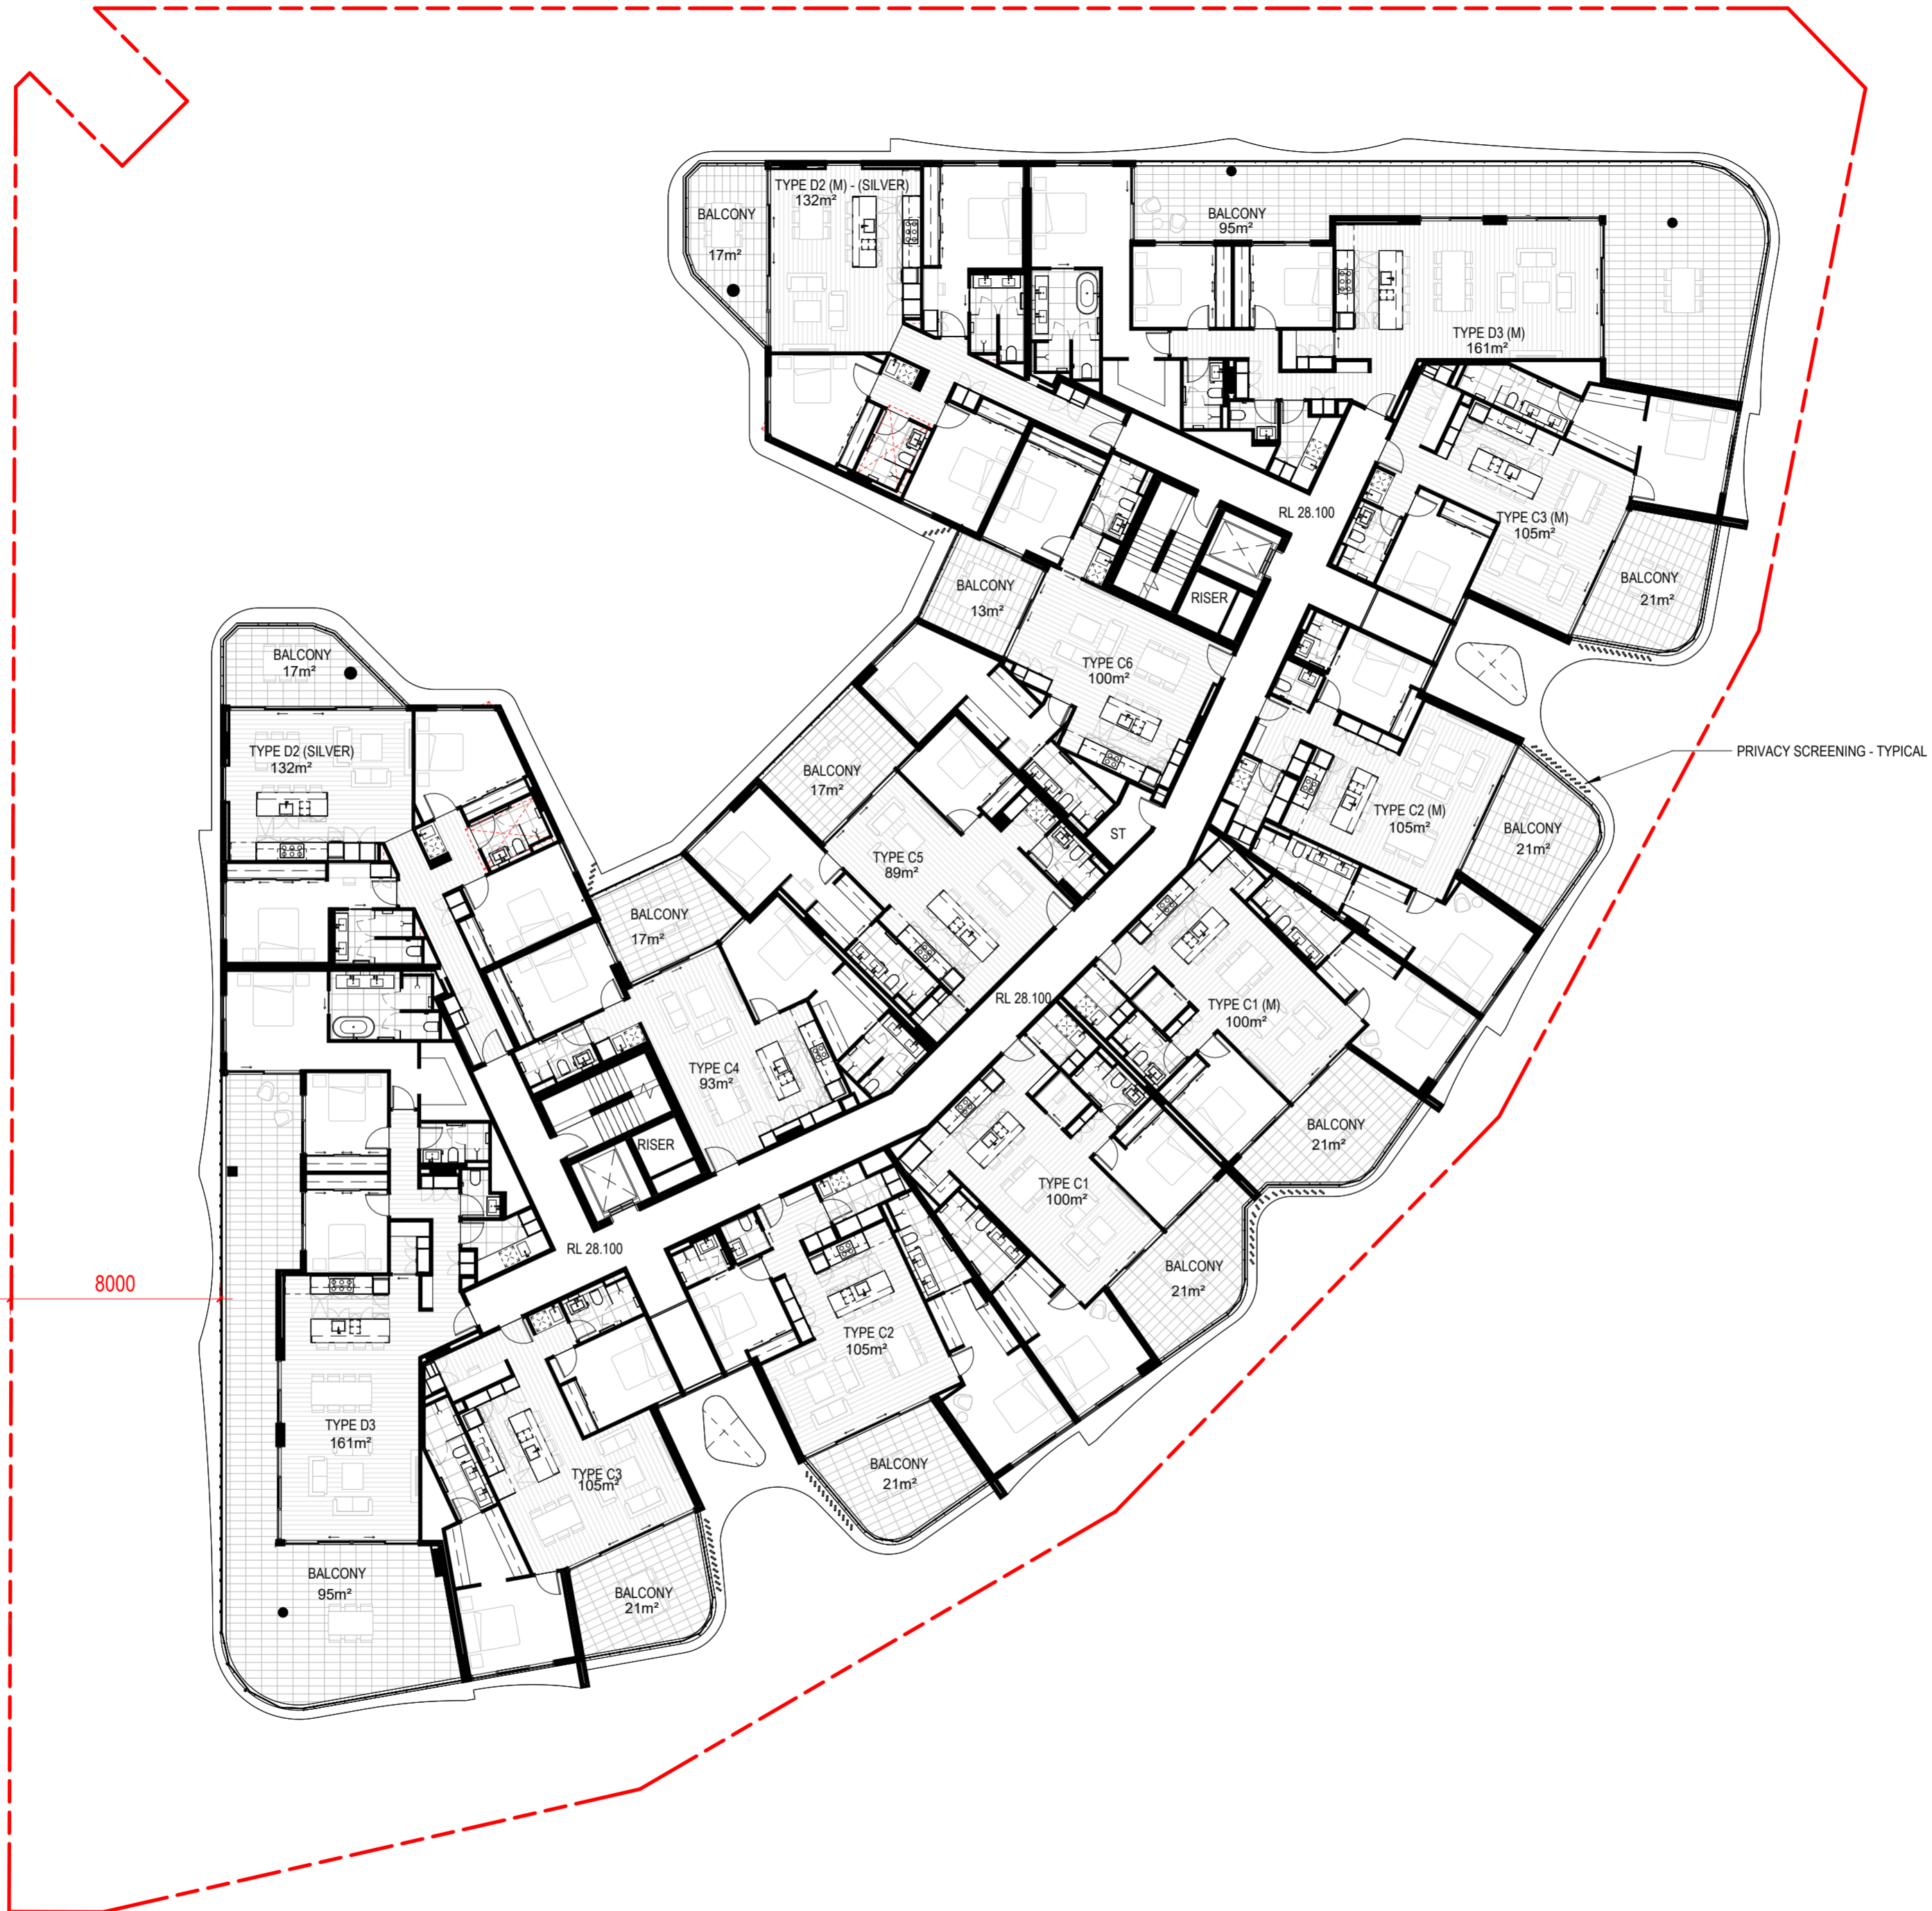 TYPE D2 (M) - (SILVER)
132m²
BALCONY
17m²
BALCONY
95m²
TYPE D3 (M)
161m²
RL 28.100
TYPE C3 (M)
105m²
BALCONY
21m²
BALCONY
13m²
RISER
TYPE C6
100m²
BALCONY
17m²
TYPE D2 (SILVER)
132m²
PRIVACY SCREENING - TYPICAL
BALCONY
17m²
TYPE C2 (M)
105m²
BALCONY
21m²
ST
TYPE C5
89m²
BALCONY
17m²
RL 28.100
TYPE C1 (M)
100m²
TYPE C4
93m²
BALCONY
21m²
RISER
TYPE C1
100m²
RL 28.100
BALCONY
21m²
8000
TYPE C2
105m²
TYPE D3
161m²
TYPE C3
105m²
BALCONY
21m²
BALCONY
95m²
BALCONY
21m²